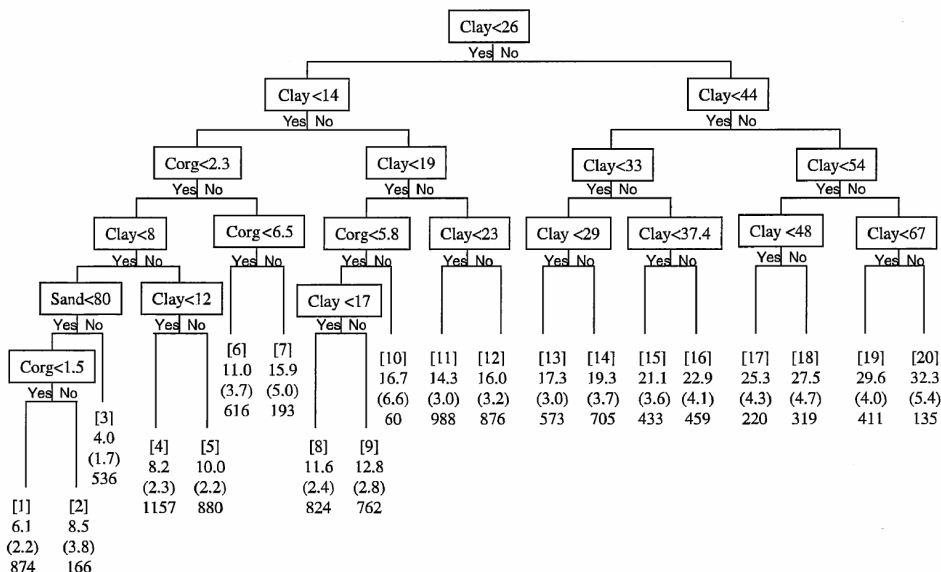 Clay<26
Yes No
Clay<14 Clay<44
Yes No Yes No
Corg<2.3 Clay<19 Clay<33 Clay<54
Yes No Yes No Yes No Yes No
Clay<8 Corg<6.5 Corg<5.8 Clay<23 Clay <29 Clay<37.4 Clay <48 Clay<67
Yes No Yes No Yes No Yes No Yes No Yes No Yes No Yes No
Sand<80 Clay<12 Clay <17
Yes No Yes No Yes No
[6] [7] [10] [11] [12] [13] [14] [15] [16] [17] [18] [19] [20]
11.0 15.9 16.7 14.3 16.0 17.3 19.3 21.1 22.9 25.3 27.5 29.6 32.3
(3.7) (5.0) (6.6) (3.0) (3.2) (3.0) (3.7) (3.6) (4.1) (4.3) (4.7) (4.0) (5.4)
616 193 60 988 876 573 705 433 459 220 319 411 135
Corg<1.5
Yes No
[3]
4.0
(1.7)
536
[4] [5] [8] [9]
8.2 10.0 11.6 12.8
(2.3) (2.2) (2.4) (2.8)
1157 880 824 762
[1] [2]
6.1 8.5
(2.2) (3.8)
874 166